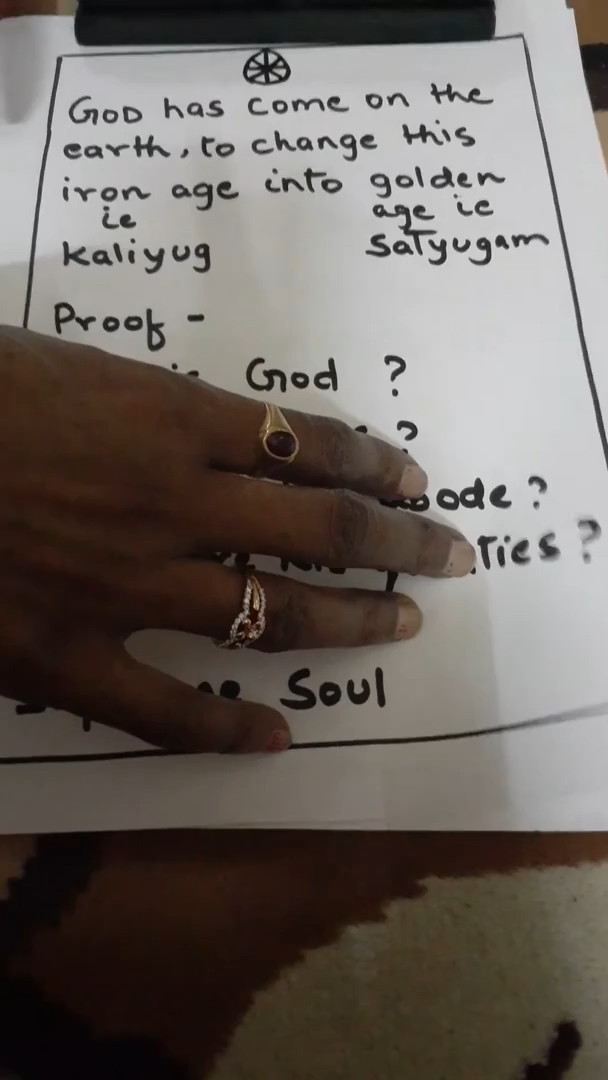 GOD has come on the
earth, to change this
iron age into golden
ie age ie
Kaliyug Satyugam
Proof -
God ?
?
ode ?
ties ?
Soul